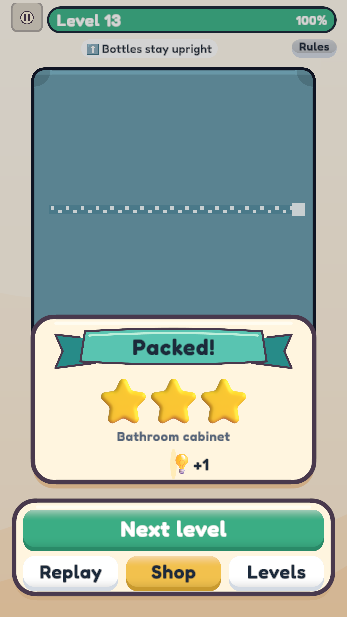 Level 13
100%
Bottles stay upright
Rules
Packed!
Bathroom cabinet
+1
Next level
Replay
Shop
Levels